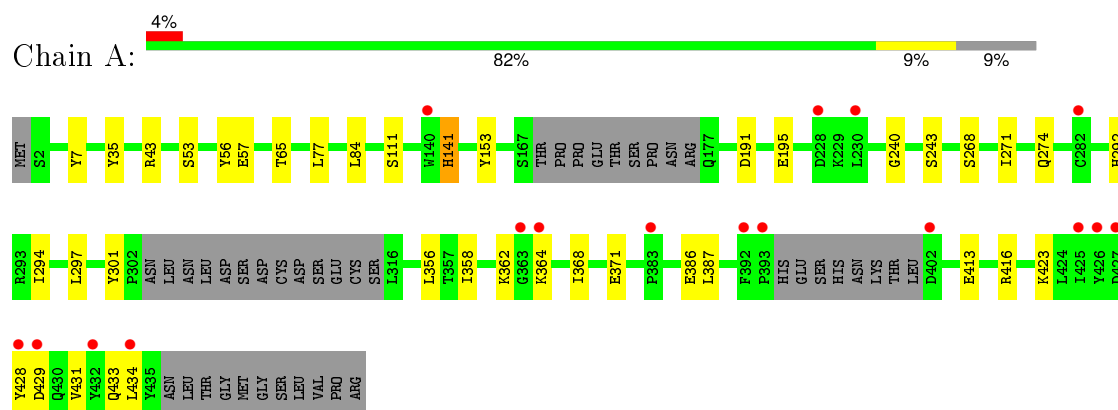 4%
Chain A:
82%
9%
9%
MET
S2
Y7
Y35
R43
S53
Y56
E57
T65
L77
L84
S111
W140
H141
Y153
S167
THR
PRO
PRO
GLU
THR
SER
PRO
ASN
ARG
Q177
D191
E195
D228
K229
L230
G240
S243
S268
I271
Q274
C282
H292
R293
I294
L297
Y301
P302
ASN
LEU
ASN
LEU
ASP
SER
ASP
CYS
ASP
SER
GLU
CYS
SER
L316
L356
T357
I358
K362
G363
K364
I368
E371
P383
E386
L387
F392
P393
HIS
GLU
SER
HIS
ASN
LYS
THR
LEU
D402
E413
R416
K423
L424
I425
Y426
Y428
D429
Q430
V431
Y432
Q433
L434
Y435
ASN
LEU
THR
GLY
MET
GLY
SER
LEU
VAL
PRO
ARG